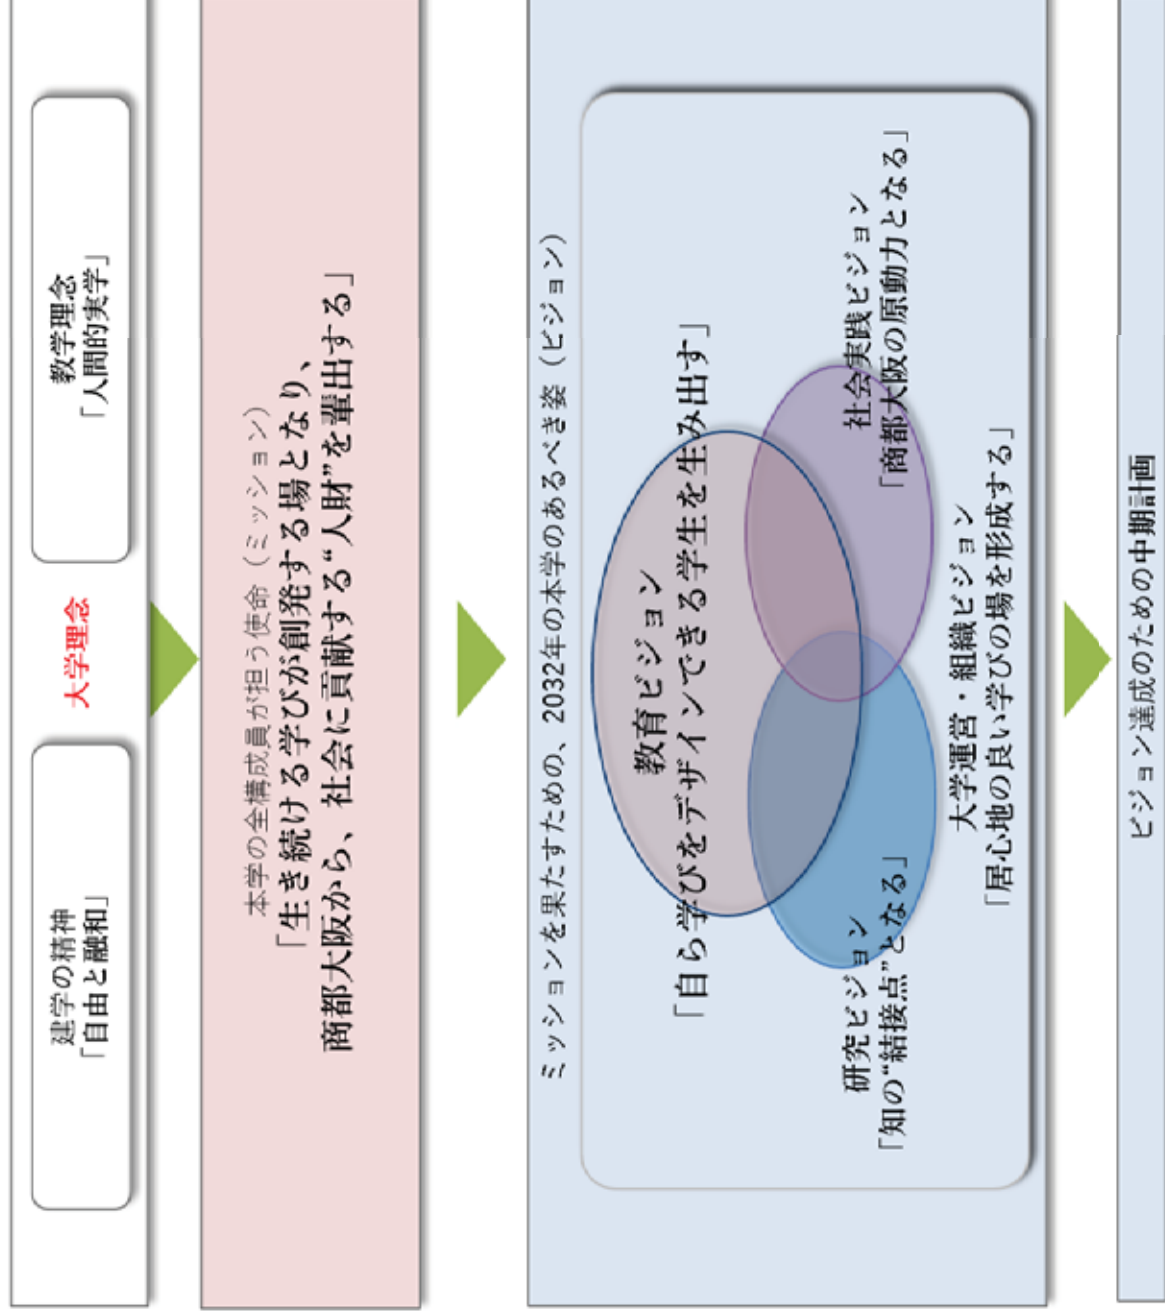 大学理念
建学の精神
「自由と融和」
教学理念
「人間的実学」
本学の全構成員が担う使命（ミッション）
「生き続ける学びが創発する場となり、
商都大阪から、社会に貢献する“人財”を輩出する」
ミッションを果たすための、2032年の本学のあるべき姿（ビジョン）
教育ビジョン
「自ら学びをデザインできる学生を生み出す」
研究ビジョン
「知の“結接点”となる」
社会実践ビジョン
「商都大阪の原動力となる」
大学運営・組織ビジョン
「居心地の良い学びの場を形成する」
ビジョン達成のための中期計画